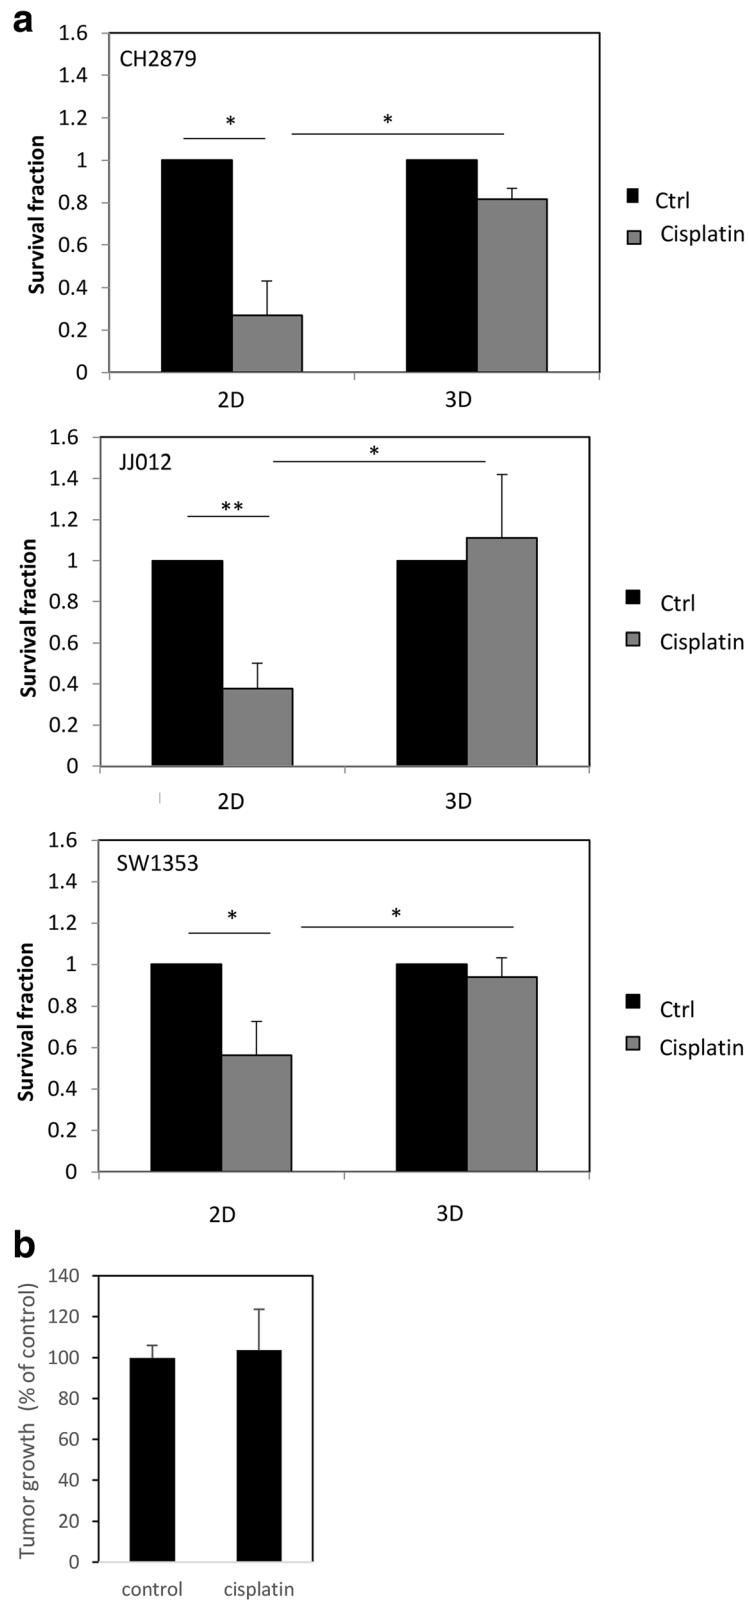 a
1.6
1.4
1.2
1
0.8
0.6
0.4
0.2
0
Survival fraction
CH2879
*
*
2D
3D
Ctrl
Cisplatin
1.6
1.4
1.2
1
0.8
0.6
0.4
0.2
0
Survival fraction
JJ012
**
*
2D
3D
Ctrl
Cisplatin
1.6
1.4
1.2
1
0.8
0.6
0.4
0.2
0
Survival fraction
SW1353
*
*
2D
3D
Ctrl
Cisplatin
b
140
120
100
80
60
40
20
0
Tumor growth (% of control)
control
cisplatin